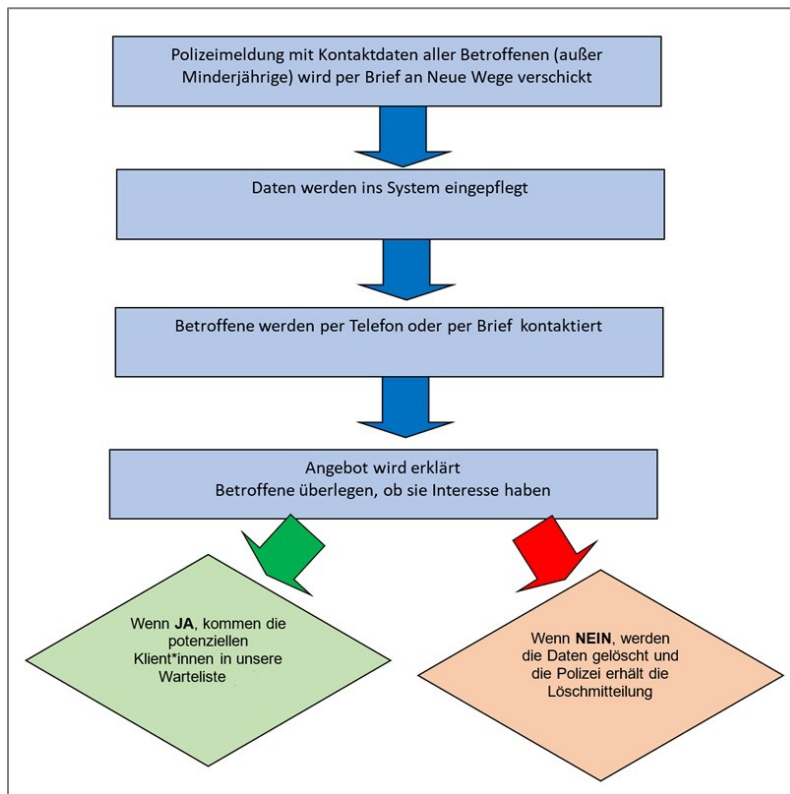 Polizeimeldung mit Kontaktdaten aller Betroffenen (außer
Minderjährige) wird per Brief an Neue Wege verschickt
Daten werden ins System eingepflegt
Betroffene werden per Telefon oder per Brief kontaktiert
Angebot wird erklärt
Betroffene überlegen, ob sie Interesse haben
Wenn JA, kommen die
potenziellen
Klient*innen in unsere
Warteliste
Wenn NEIN, werden
die Daten gelöscht und
die Polizei erhält die
Löschmitteilung